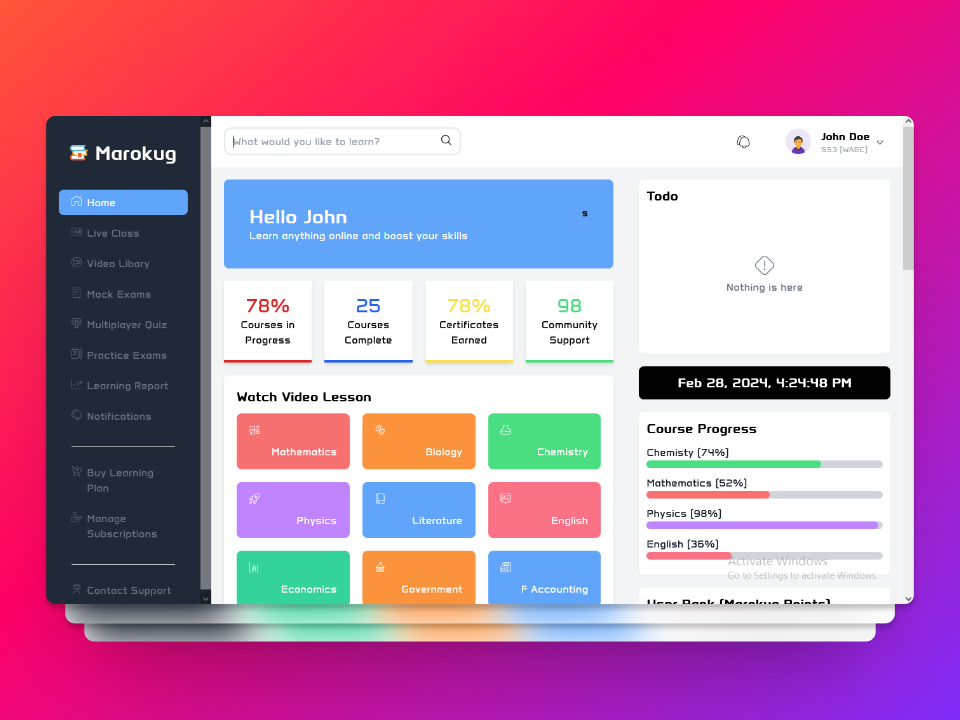 Marokug
Home
Live Class
Video Libary
Mock Exams
Multiplayer Quiz
Practice Exams
Learning Report
Notifications
Buy Learning
Plan
Manage
Subscriptions
Contact Support
What would you like to learn?
John Doe
SS3 [WAEC]
Hello John
Learn anything online and boost your skills
s
78%
Courses in
Progress
25
Courses
Complete
78%
Certificates
Earned
98
Community
Support
Watch Video Lesson
Mathematics
Biology
Chemistry
Physics
Literature
English
Economics
Government
F Accounting
Todo
Nothing is here
Feb 28, 2024, 4:24:48 PM
Course Progress
Chemisty [74%]
Mathematics [52%]
Physics [98%]
English [36%]
Activate Windows
Go to Settings to activate Windows.
User Rank [Marokug Points]